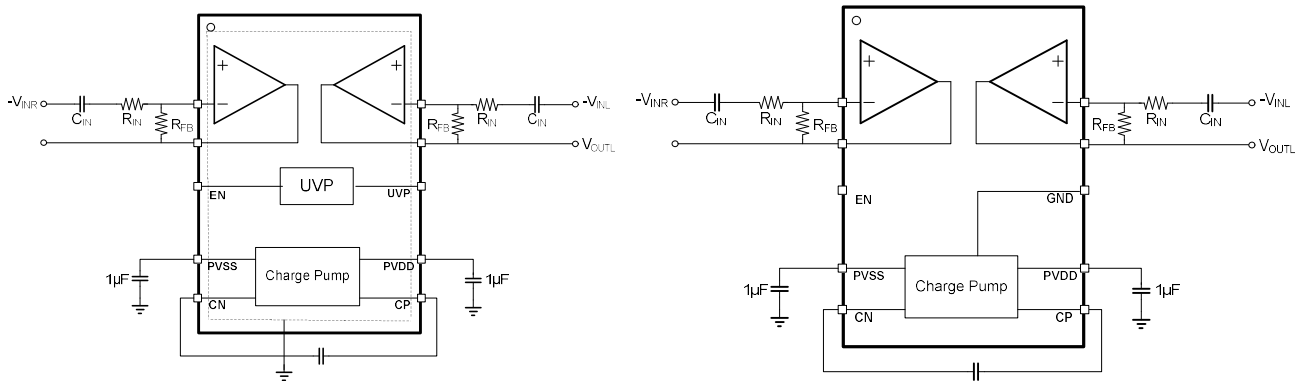 + +
-VINR − − -VINL
CIN RIN RFB RFB RIN CIN
VOUTL
EN UVP UVP
1µF PVSS Charge Pump PVDD 1µF
CN CP
+ +
-VINR − − -VINL
CIN RIN RFB RFB RIN CIN
VOUTL
EN GND
1µF PVSS Charge Pump PVDD 1µF
CN CP